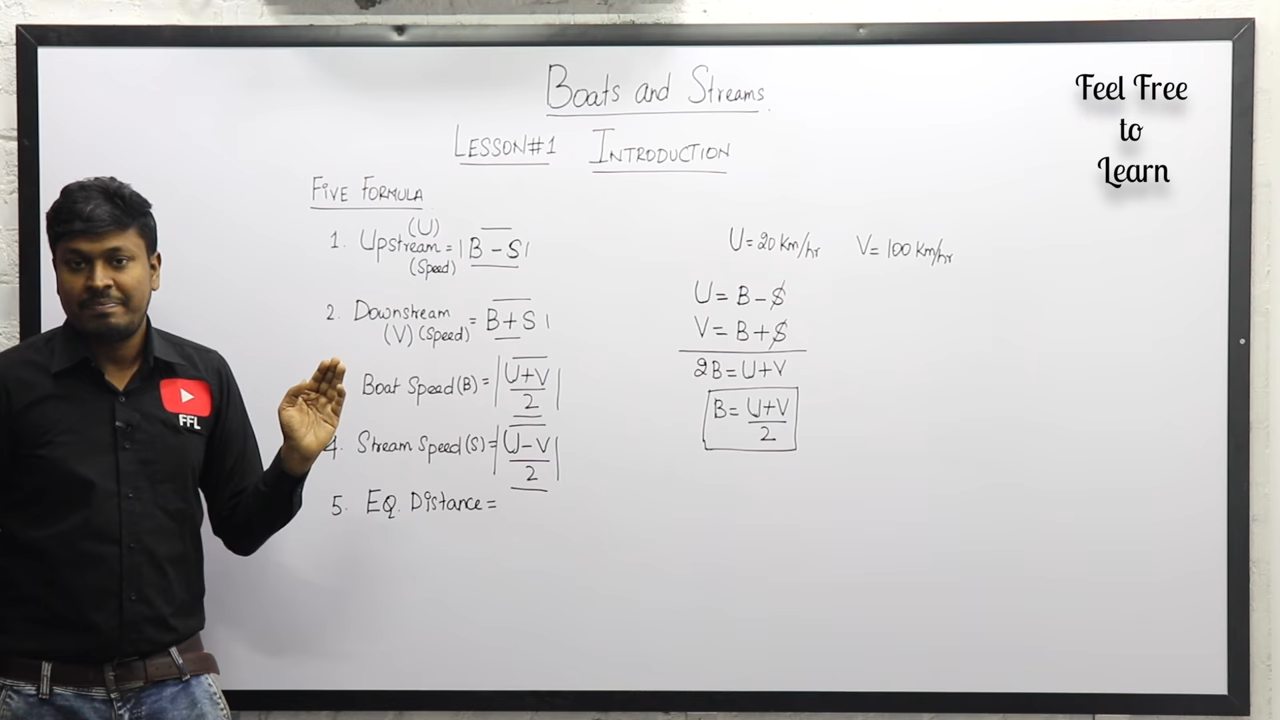 Boats and Streams.
LESSON#1 INTRODUCTION
FIVE FORMULA
(U)
1. Upstream = |B - S|
(Speed)
2. Downstream = B + S |
(V) (Speed)
Boat Speed (B) = |U+V
2|
4. Stream Speed (S) = |U-V
2|
5. EQ. Distance =
U = 20 km/hr V = 100 km/hr
U = B - S
V = B + S
2B = U+V
B = U+V
2
Feel Free
to
Learn
FFL